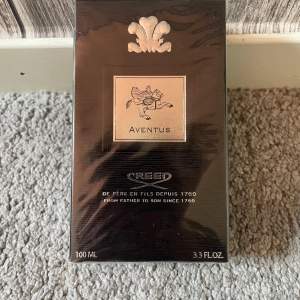 AVENTUS
CREED
DE PÈRE EN FILS DEPUIS 1760
FROM FATHER TO SON SINCE 1760
100 ML 3.3 FL.OZ.